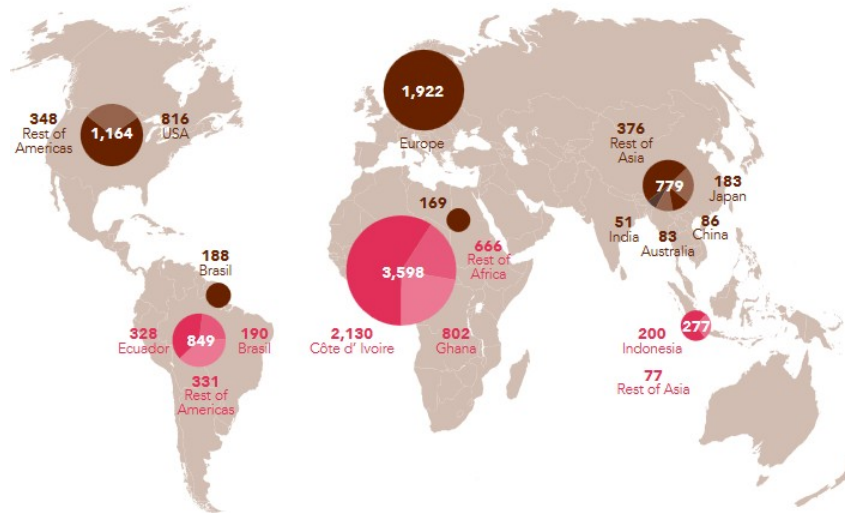 1,922
Europe
348
Rest of
Americas
1,164
816
USA
376
Rest of
Asia
779
183
Japan
51
India
83
Australia
86
China
169
188
Brasil
3,598
666
Rest of
Africa
2,130
Côte d' Ivoire
802
Ghana
328
Ecuador
849
190
Brasil
331
Rest of
Americas
200
Indonesia
277
77
Rest of Asia